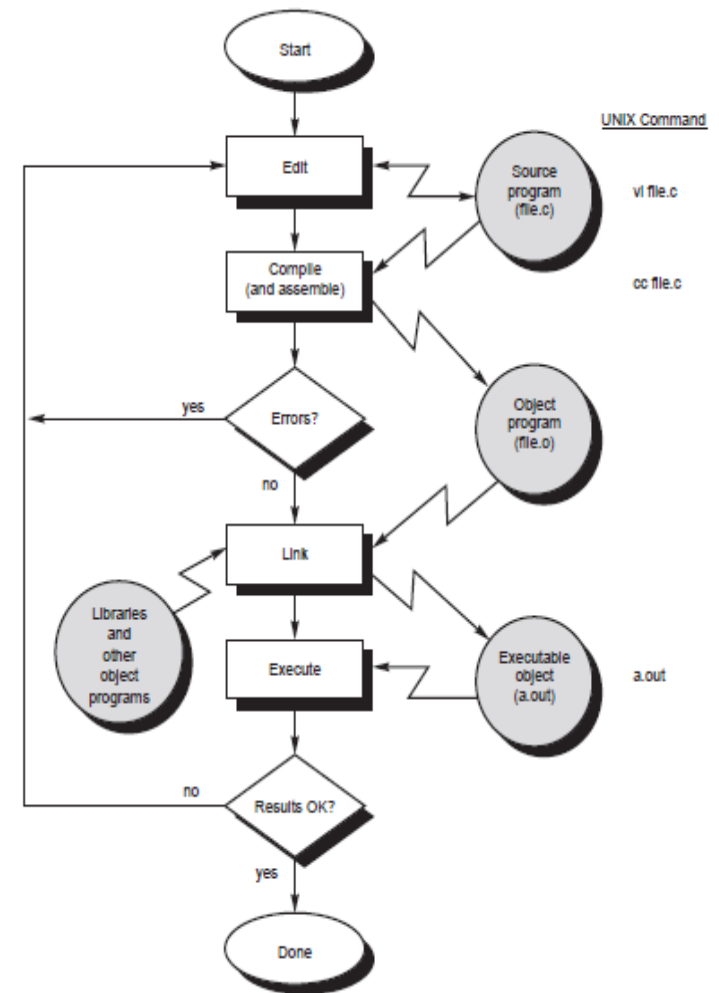 Start
UNIX Command
Edit
Source
program
(file.c)
vi file.c
Compile
(and assemble)
cc file.c
yes
Errors?
Object
program
(file.o)
no
Link
Libraries
and
other
object
programs
Execute
Executable
object
(a.out)
a.out
no
Results OK?
yes
Done